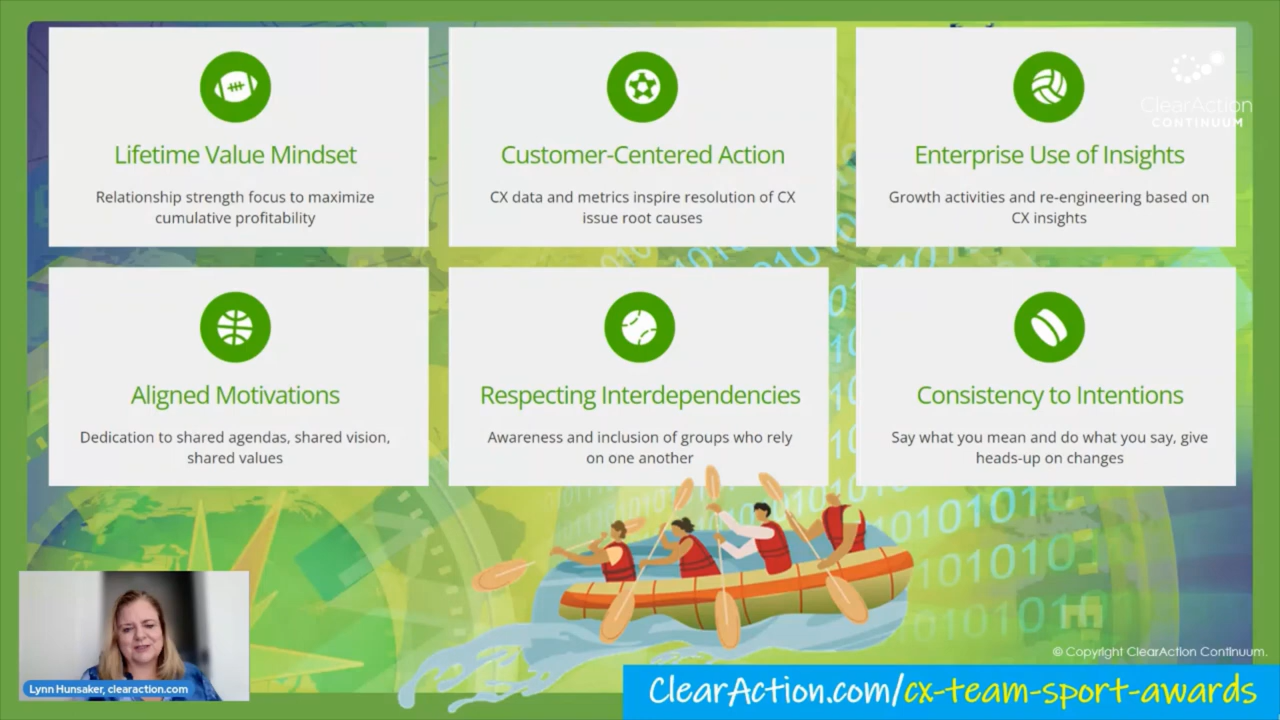 Lifetime Value Mindset
Relationship strength focus to maximize
cumulative profitability
Customer-Centered Action
CX data and metrics inspire resolution of CX
issue root causes
ClearAction
CONTINUUM
Enterprise Use of Insights
Growth activities and re-engineering based on
CX insights
Aligned Motivations
Dedication to shared agendas, shared vision,
shared values
Respecting Interdependencies
Awareness and inclusion of groups who rely
on one another
Consistency to Intentions
Say what you mean and do what you say, give
heads-up on changes
© Copyright ClearAction Continuum.
Lynn Hunsaker, clearaction.com
ClearAction.com/cx-team-sport-awards